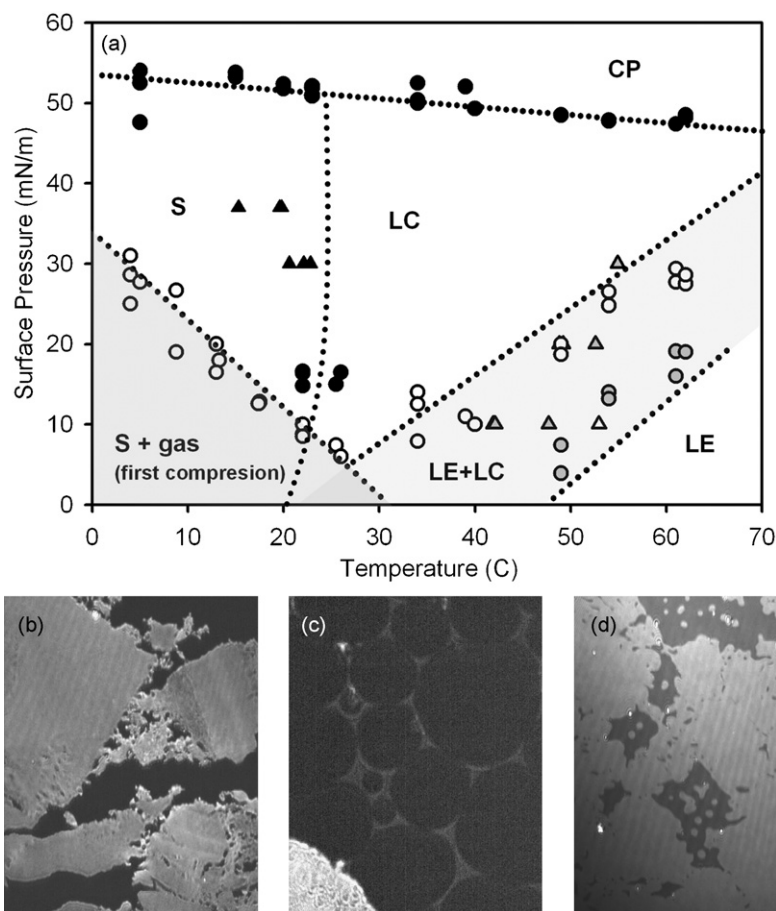 60
50
40
30
20
10
0
Surface Pressure (mN/m)
(a)
CP
S
LC
S + gas
(first compresion)
LE+LC
LE
0 10 20 30 40 50 60 70
Temperature (C)
(b)
(c)
(d)